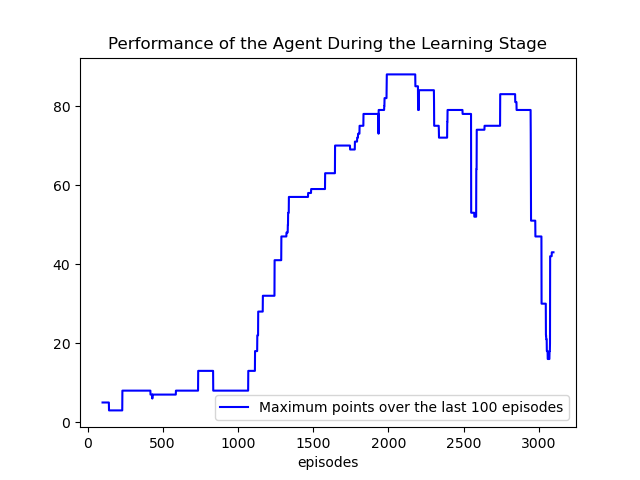 Performance of the Agent During the Learning Stage
80
60
40
20
0
Maximum points over the last 100 episodes
0 500 1000 1500 2000 2500 3000
episodes